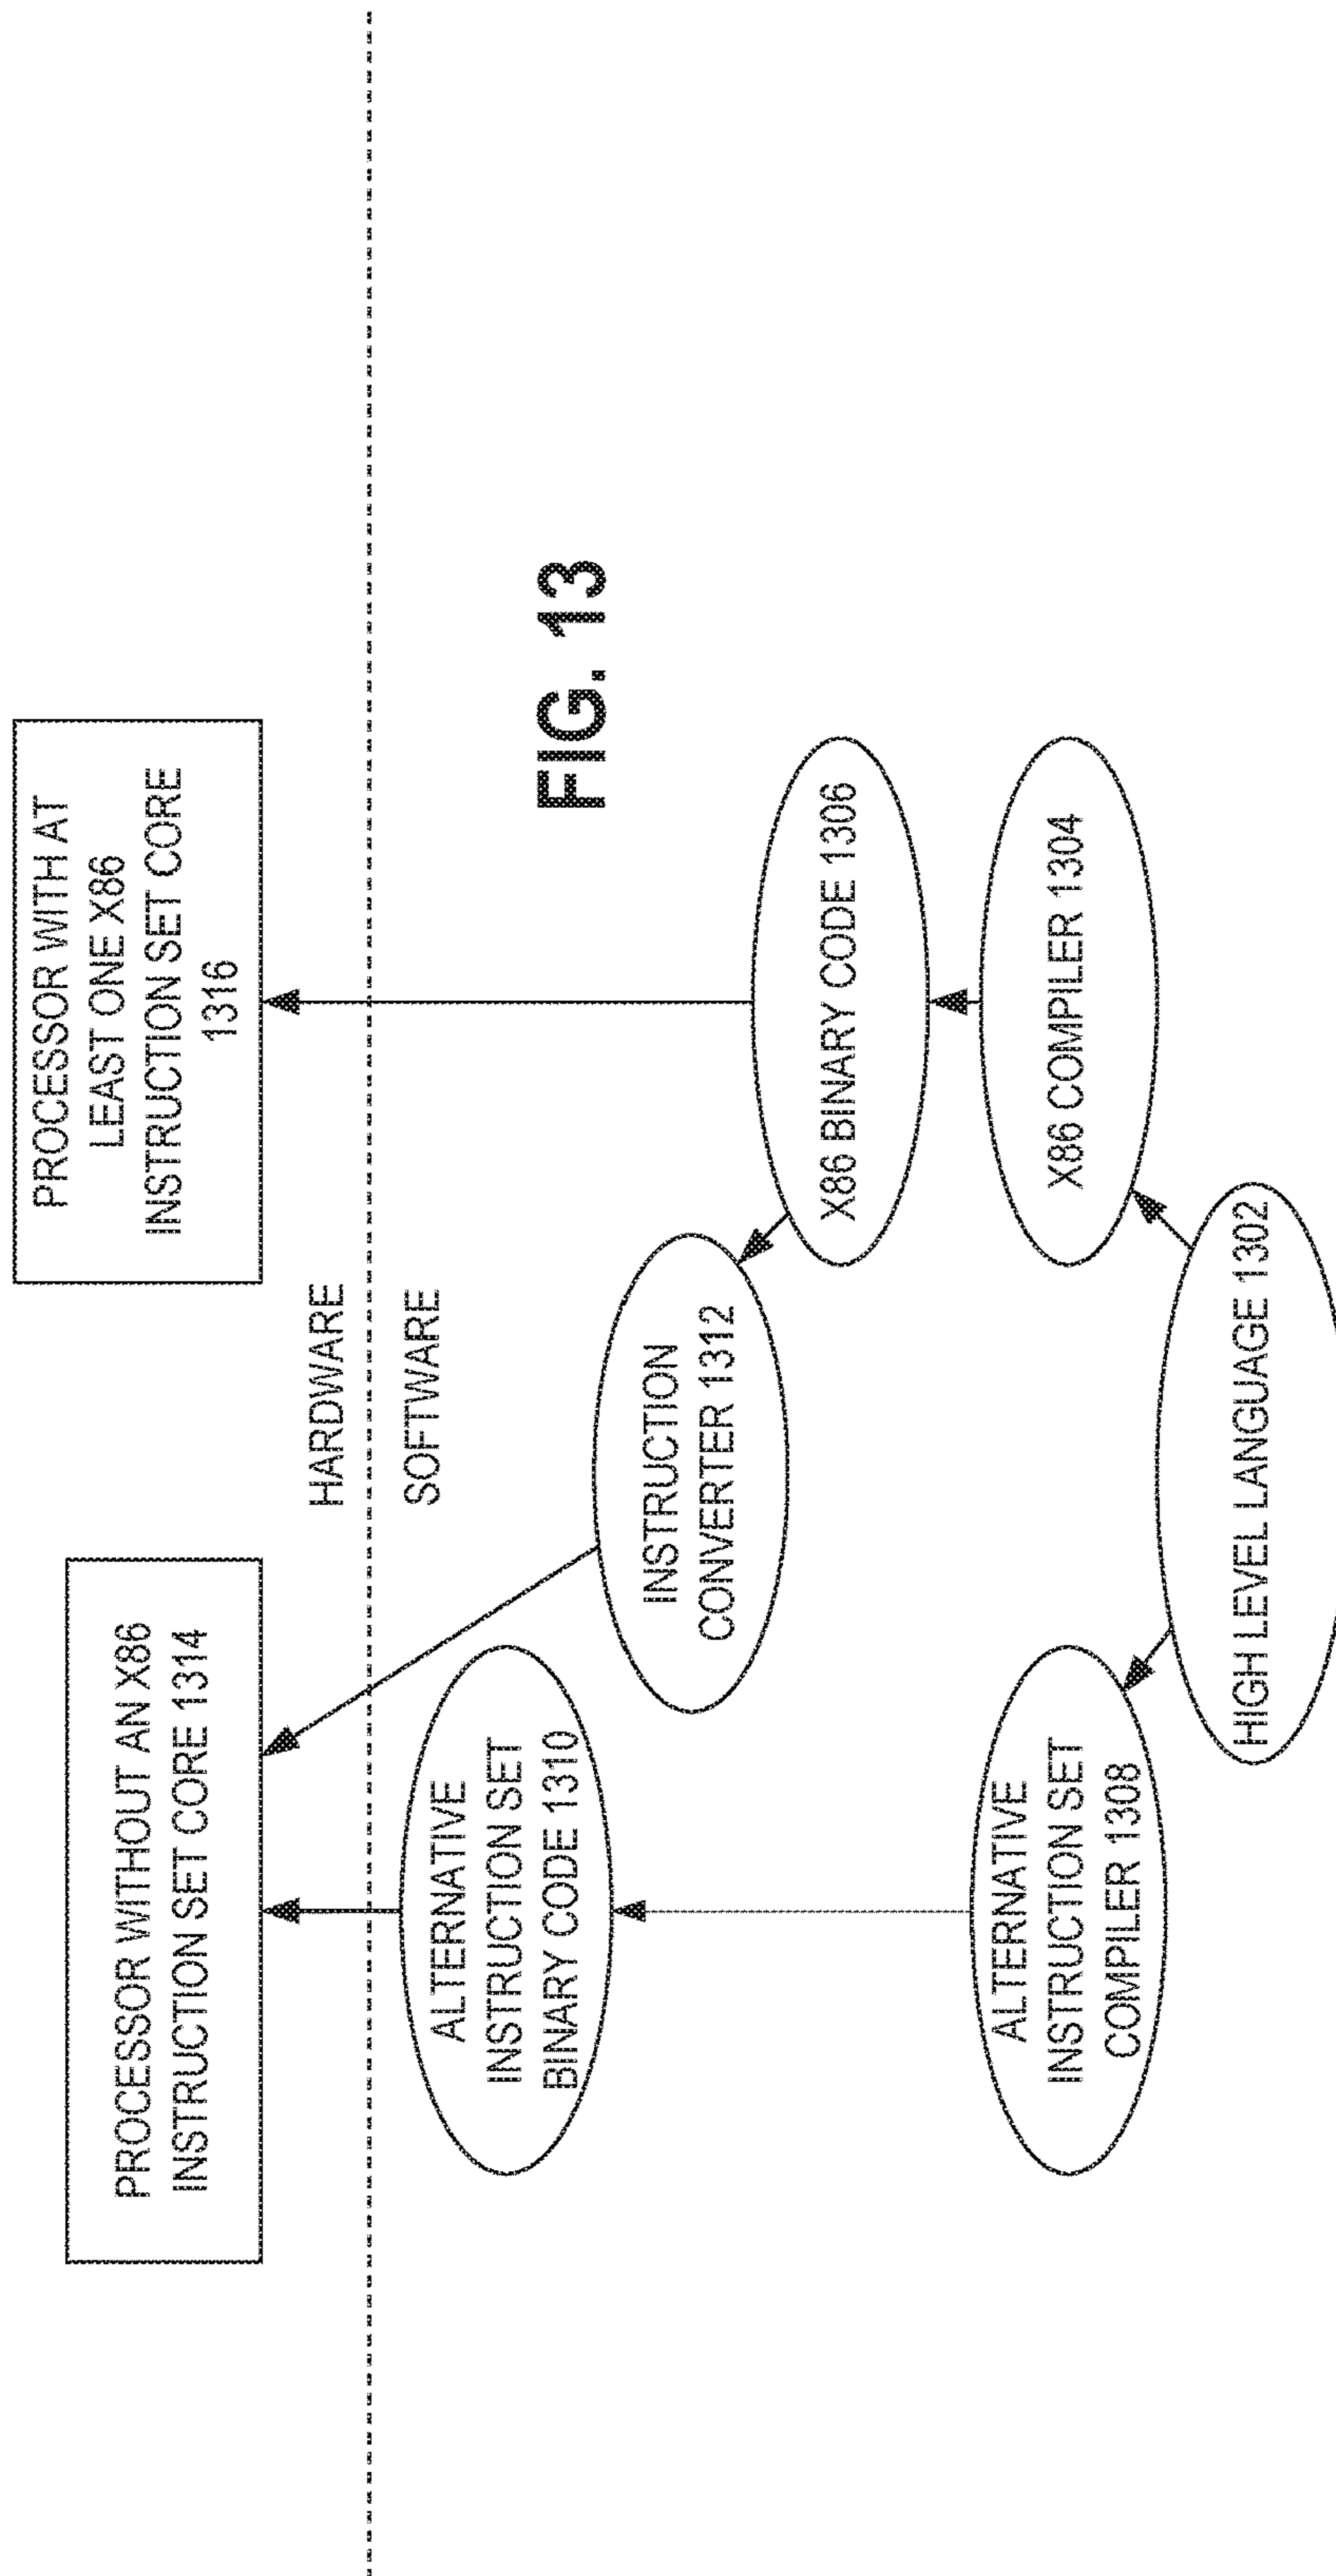 PROCESSOR WITHOUT AN X86
INSTRUCTION SET CORE 1314
PROCESSOR WITH AT
LEAST ONE X86
INSTRUCTION SET CORE
1316
HARDWARE
SOFTWARE
ALTERNATIVE
INSTRUCTION SET
BINARY CODE 1310
INSTRUCTION
CONVERTER 1312
FIG. 13
X86 BINARY CODE 1306
ALTERNATIVE
INSTRUCTION SET
COMPILER 1308
X86 COMPILER 1304
HIGH LEVEL LANGUAGE 1302